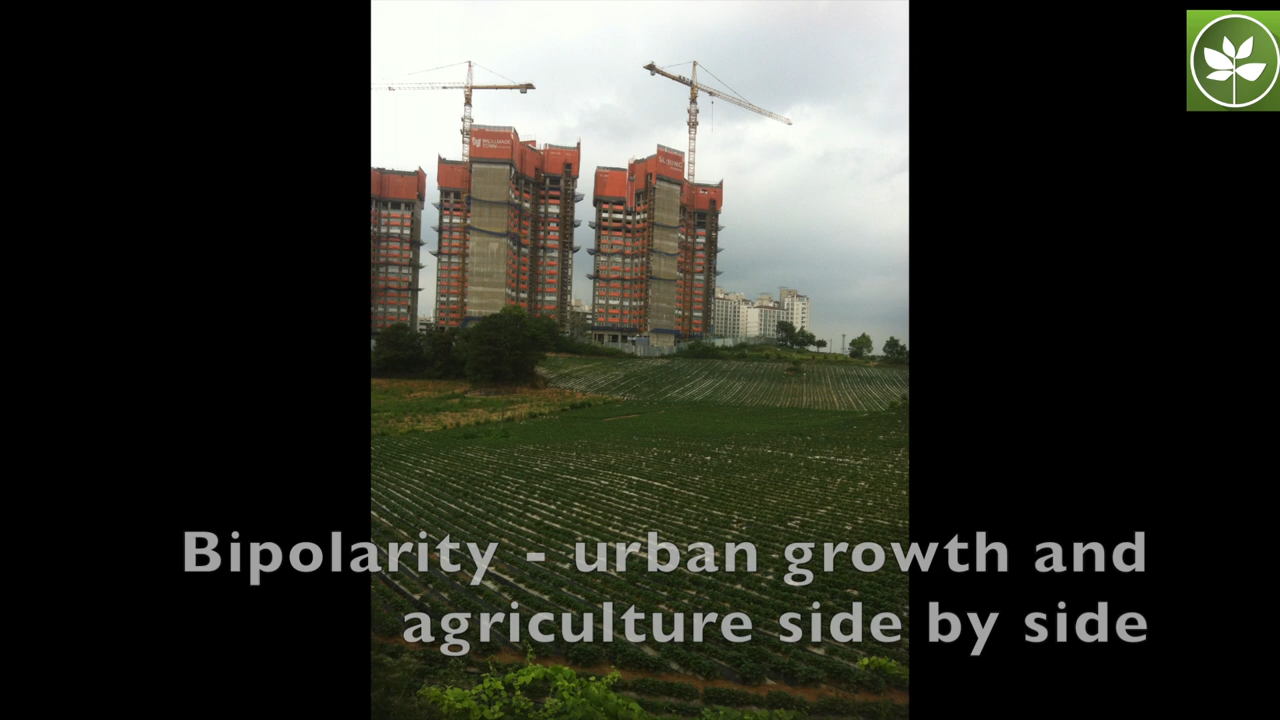 Bipolarity - urban growth and
agriculture side by side